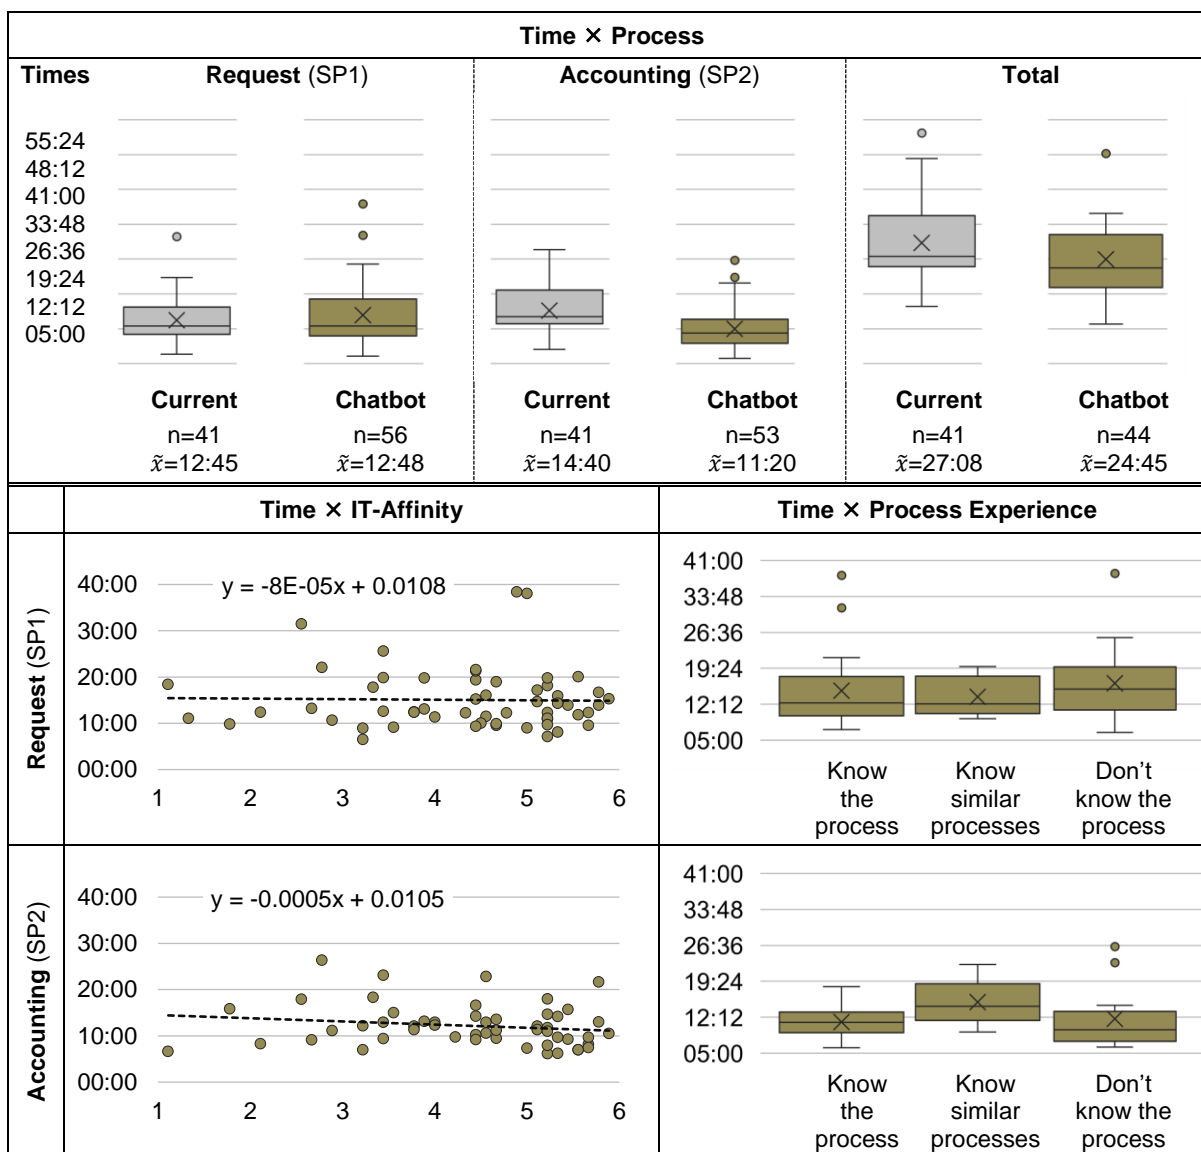 Time × Process
Times
Request (SP1)
Accounting (SP2)
Total
55:24
48:12
41:00
33:48
26:36
19:24
12:12
05:00
Current
Chatbot
Current
Chatbot
Current
Chatbot
n=41
n=56
n=41
n=53
n=41
n=44
x̃=12:45
x̃=12:48
x̃=14:40
x̃=11:20
x̃=27:08
x̃=24:45
Time × IT-Affinity
Time × Process Experience
Request (SP1)
40:00
30:00
20:00
10:00
00:00
y = -8E-05x + 0.0108
1 2 3 4 5 6
41:00
33:48
26:36
19:24
12:12
05:00
Know
the
process
Know
similar
processes
Don't
know the
process
Accounting (SP2)
40:00
30:00
20:00
10:00
00:00
y = -0.0005x + 0.0105
1 2 3 4 5 6
41:00
33:48
26:36
19:24
12:12
05:00
Know
the
process
Know
similar
processes
Don't
know the
process